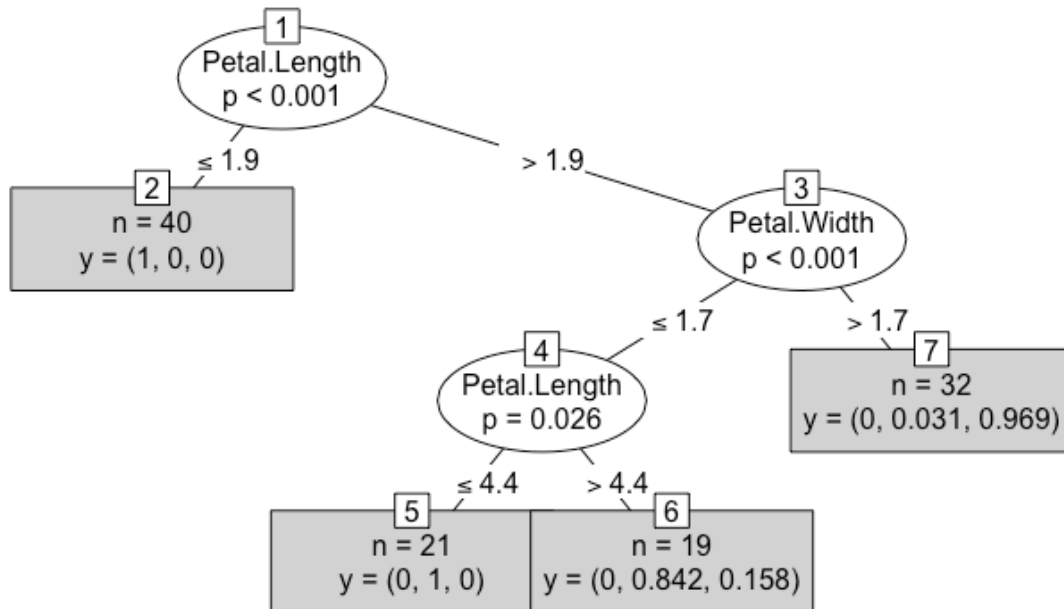 1
Petal.Length
p < 0.001
≤ 1.9
> 1.9
2
n = 40
y = (1, 0, 0)
3
Petal.Width
p < 0.001
≤ 1.7
> 1.7
4
Petal.Length
p = 0.026
7
n = 32
y = (0, 0.031, 0.969)
≤ 4.4
> 4.4
5
n = 21
y = (0, 1, 0)
6
n = 19
y = (0, 0.842, 0.158)